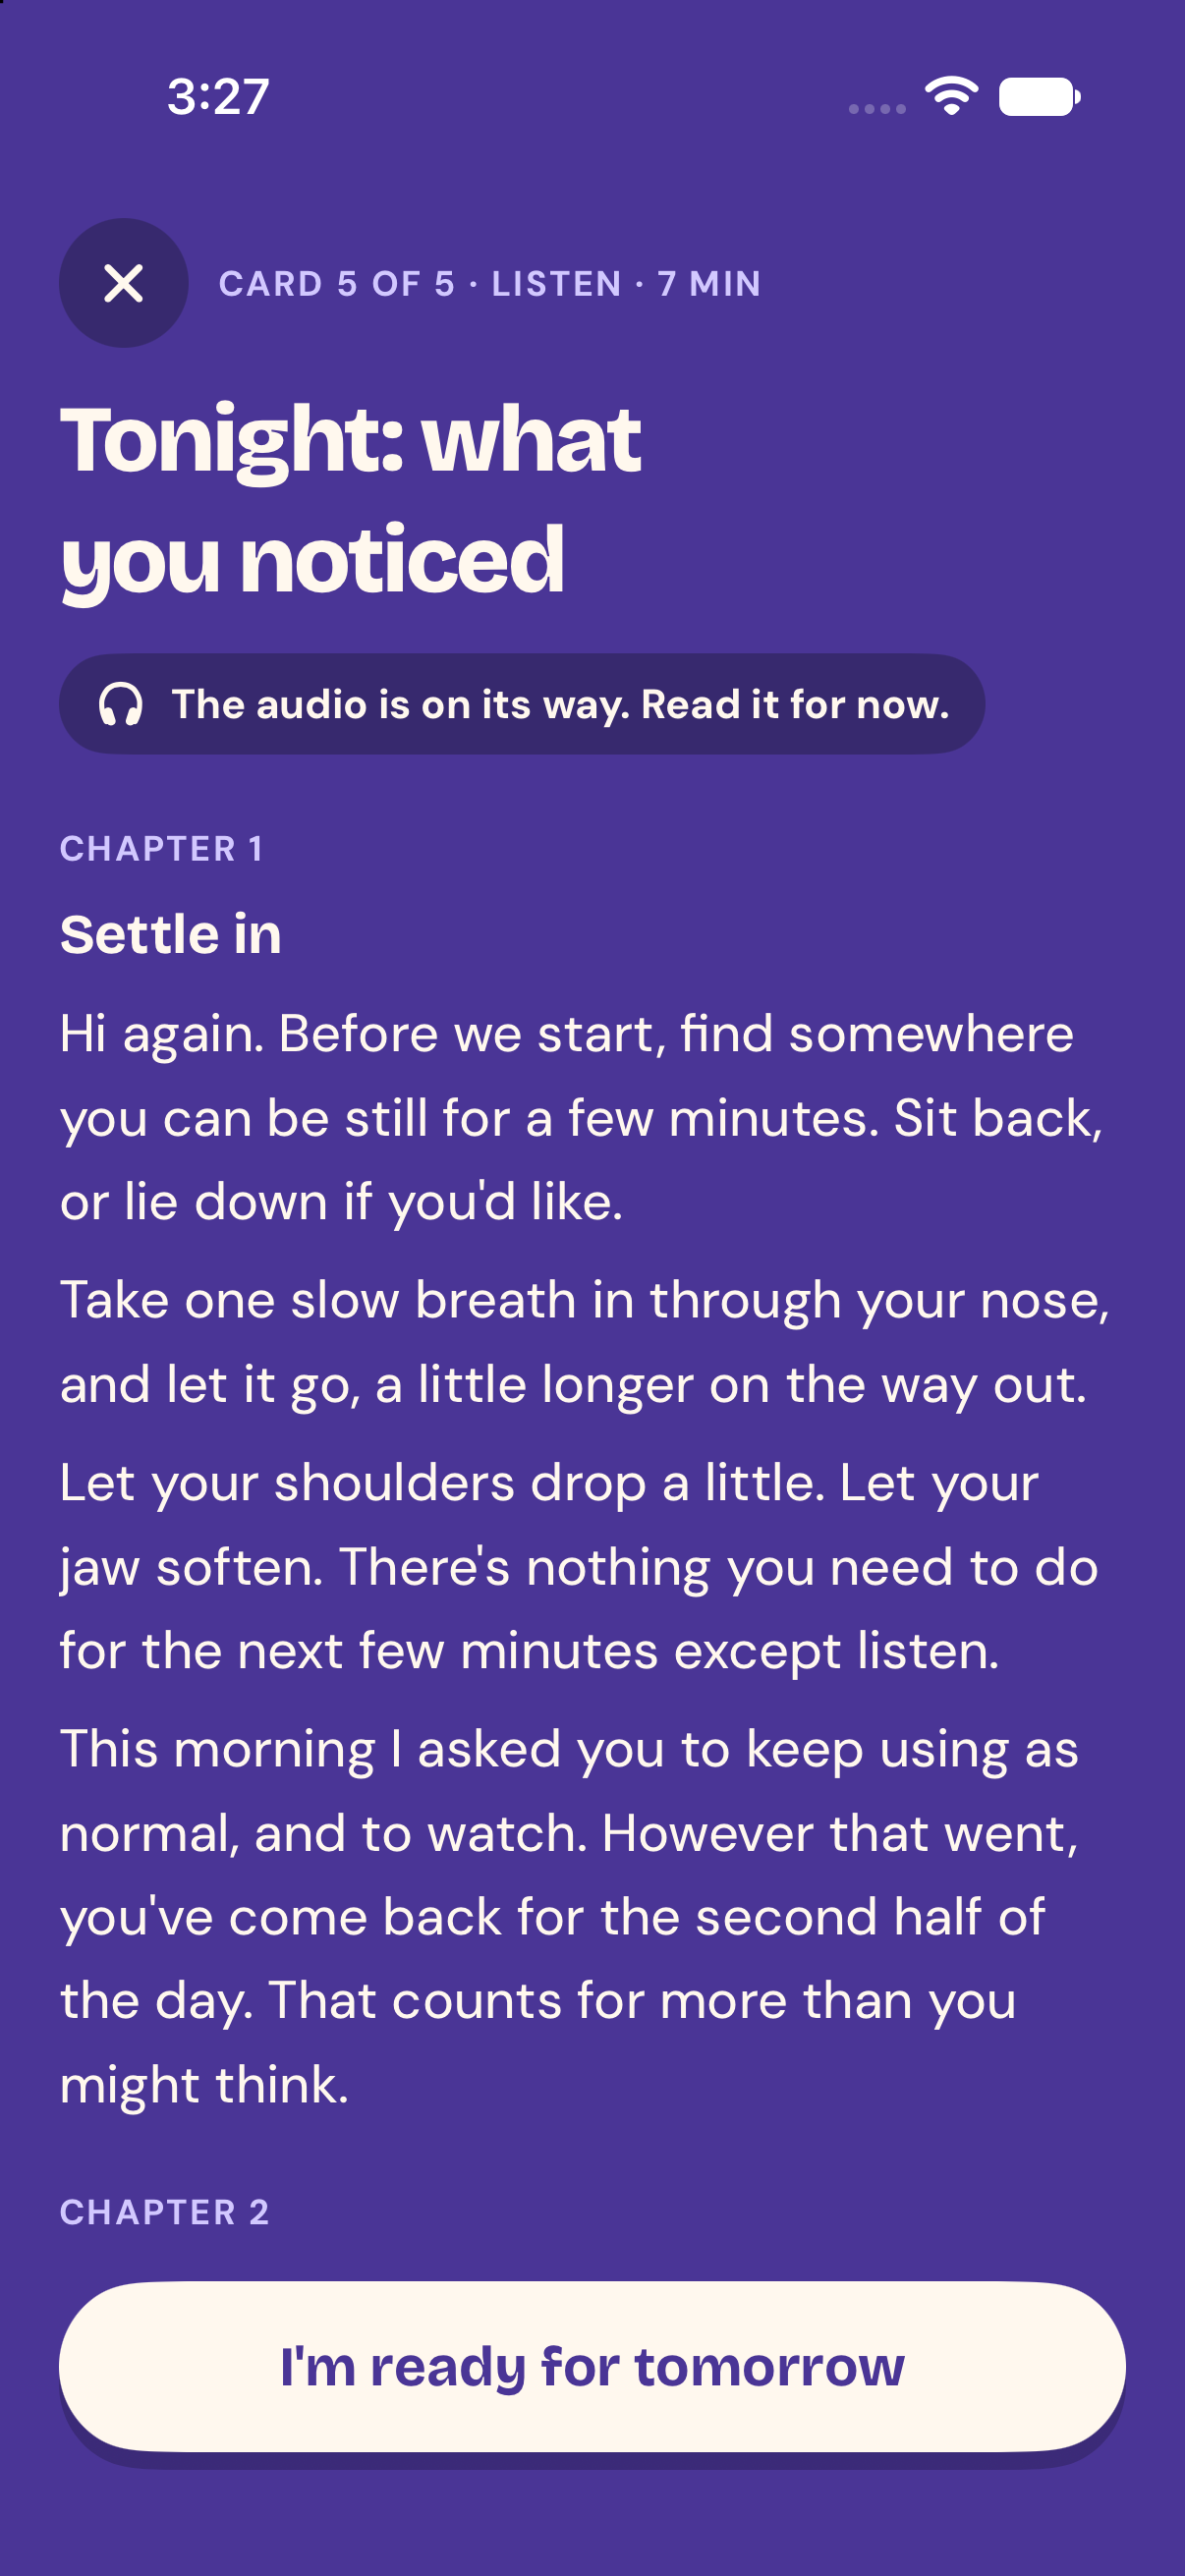 3:27
CARD 5 OF 5 · LISTEN · 7 MIN
Tonight: what
you noticed
The audio is on its way. Read it for now.
CHAPTER 1
Settle in
Hi again. Before we start, find somewhere
you can be still for a few minutes. Sit back,
or lie down if you'd like.
Take one slow breath in through your nose,
and let it go, a little longer on the way out.
Let your shoulders drop a little. Let your
jaw soften. There's nothing you need to do
for the next few minutes except listen.
This morning I asked you to keep using as
normal, and to watch. However that went,
you've come back for the second half of
the day. That counts for more than you
might think.
CHAPTER 2
I'm ready for tomorrow